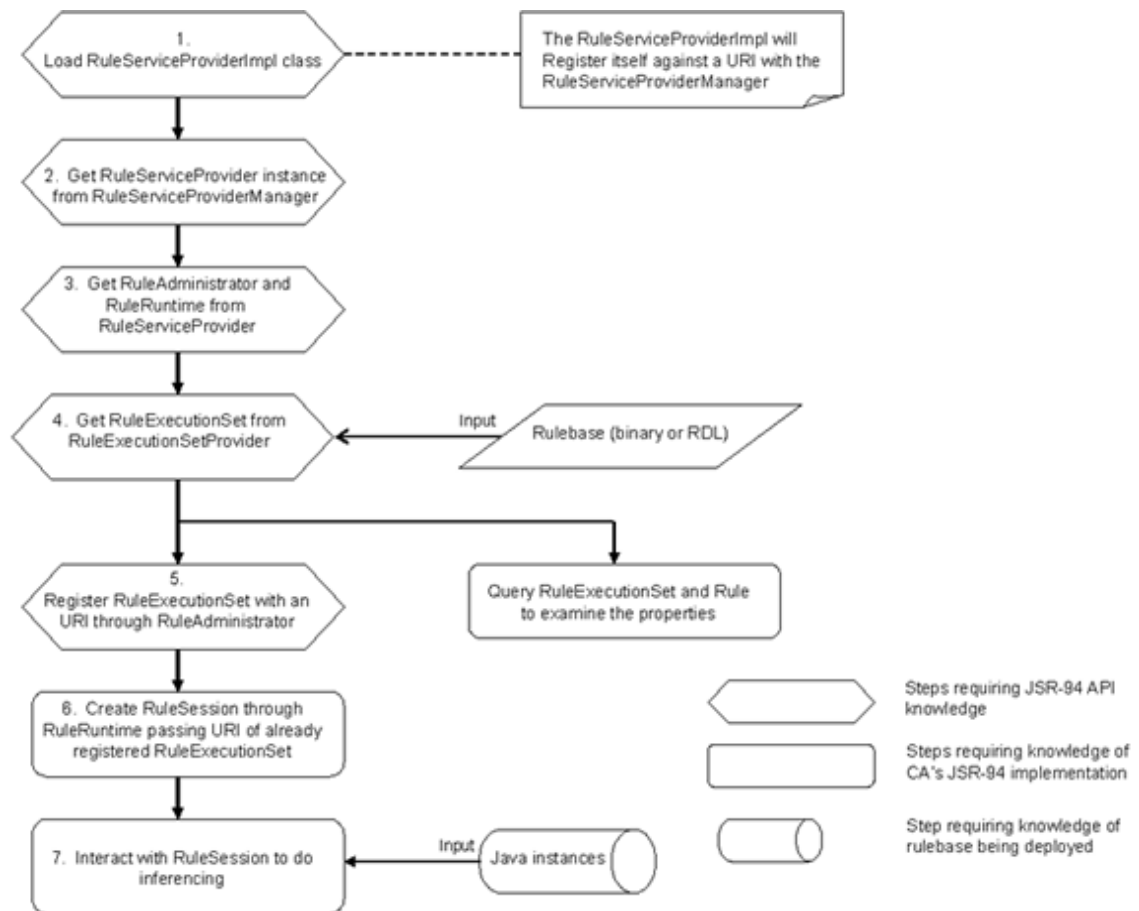 1.
Load RuleServiceProviderImpl class
The RuleServiceProviderImpl will
Register itself against a URI with the
RuleServiceProviderManager
2. Get RuleServiceProvider instance
from RuleServiceProviderManager
3. Get RuleAdministrator and
RuleRuntime from
RuleServiceProvider
4. Get RuleExecutionSet from
RuleExecutionSetProvider
Input
Rulebase (binary or RDL)
5.
Register RuleExecutionSet with an
URI through RuleAdministrator
Query RuleExecutionSet and Rule
to examine the properties
6. Create RuleSession through
RuleRuntime passing URI of already
registered RuleExecutionSet
7. Interact with RuleSession to do
inferencing
Input
Java instances
Steps requiring JSR-94 API
knowledge
Steps requiring knowledge of
CA's JSR-94 implementation
Step requiring knowledge of
rulebase being deployed